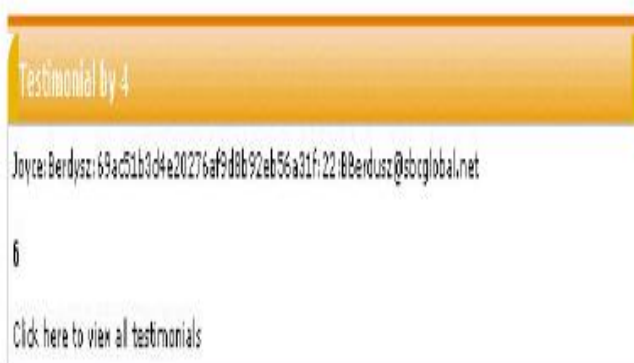 Testimonial by 4
Joyce:Berdysz:69ac51b3d4e20276af9d8b92eb56a31f:22:BBerdusz@sbcglobal.net
6
Click here to view all testimonials